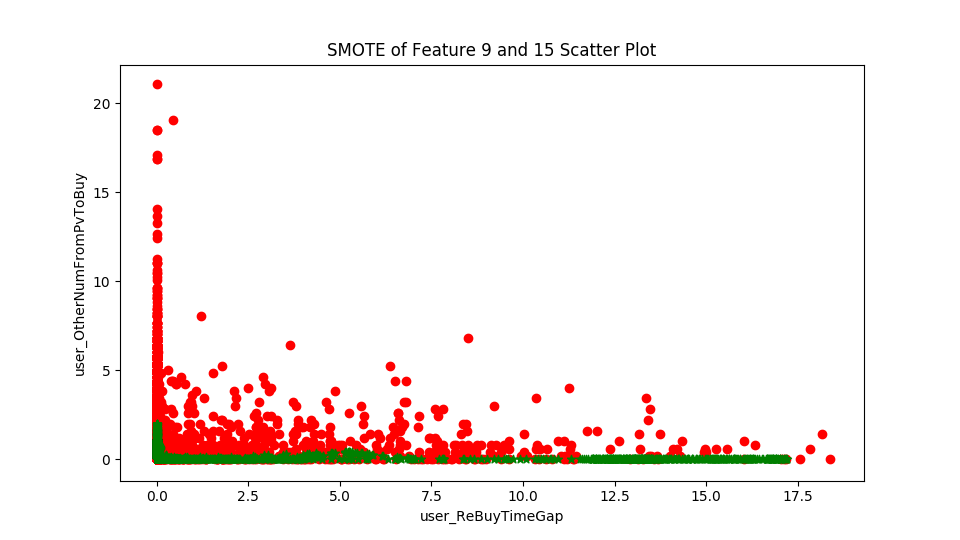 SMOTE of Feature 9 and 15 Scatter Plot
user_OtherNumFromPvToBuy
20
15
10
5
0
0.0 2.5 5.0 7.5 10.0 12.5 15.0 17.5
user_ReBuyTimeGap